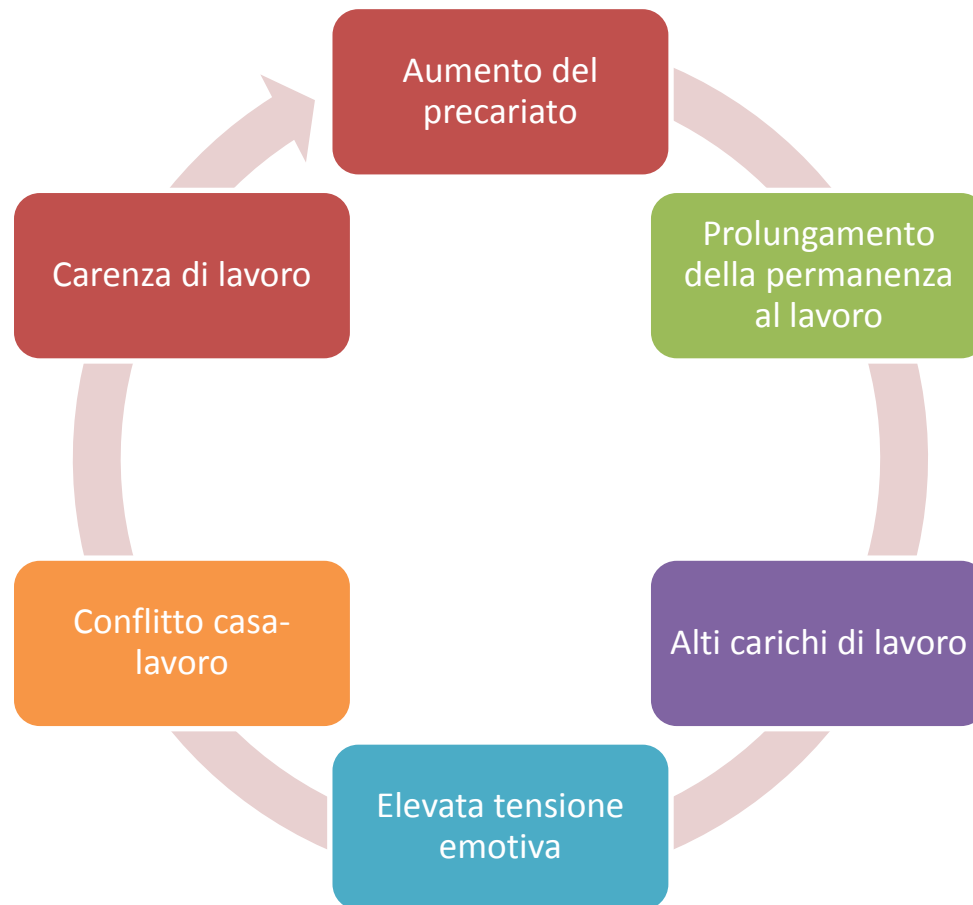 Aumento del
precariato
Prolungamento
della permanenza
al lavoro
Alti carichi di lavoro
Elevata tensione
emotiva
Conflitto casa-
lavoro
Carenza di lavoro